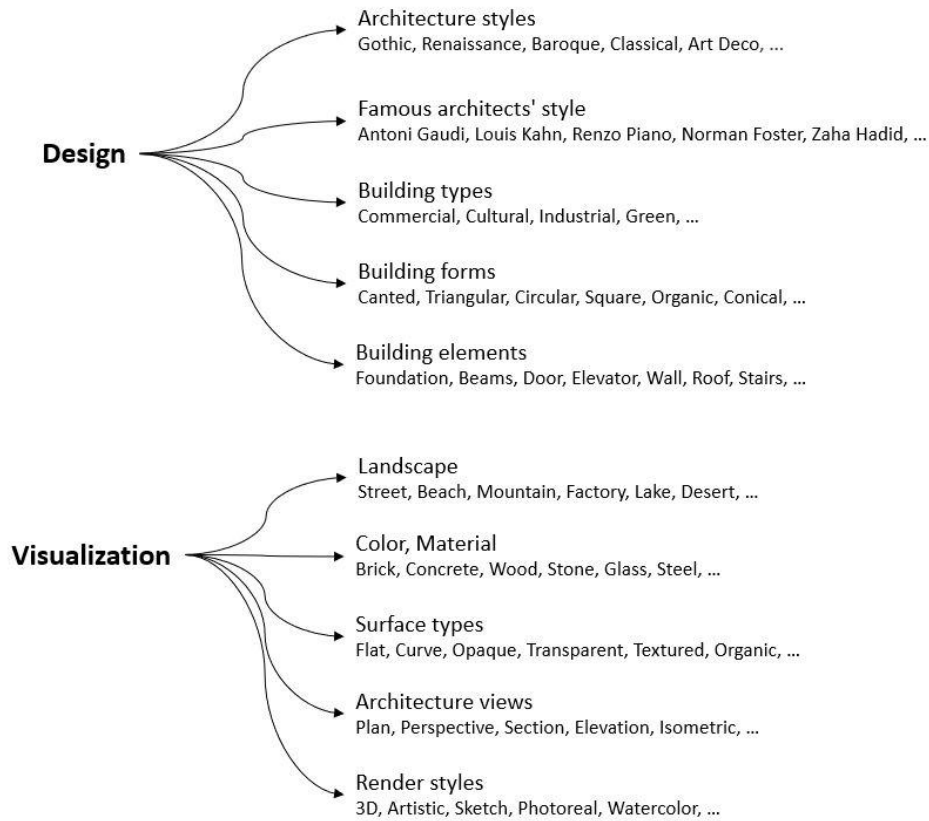 Architecture styles
Gothic, Renaissance, Baroque, Classical, Art Deco, ...
Famous architects' style
Antoni Gaudi, Louis Kahn, Renzo Piano, Norman Foster, Zaha Hadid, ...
Design
Building types
Commercial, Cultural, Industrial, Green, ...
Building forms
Canted, Triangular, Circular, Square, Organic, Conical, ...
Building elements
Foundation, Beams, Door, Elevator, Wall, Roof, Stairs, ...
Landscape
Street, Beach, Mountain, Factory, Lake, Desert, ...
Visualization
Color, Material
Brick, Concrete, Wood, Stone, Glass, Steel, ...
Surface types
Flat, Curve, Opaque, Transparent, Textured, Organic, ...
Architecture views
Plan, Perspective, Section, Elevation, Isometric, ...
Render styles
3D, Artistic, Sketch, Photoreal, Watercolor, ...